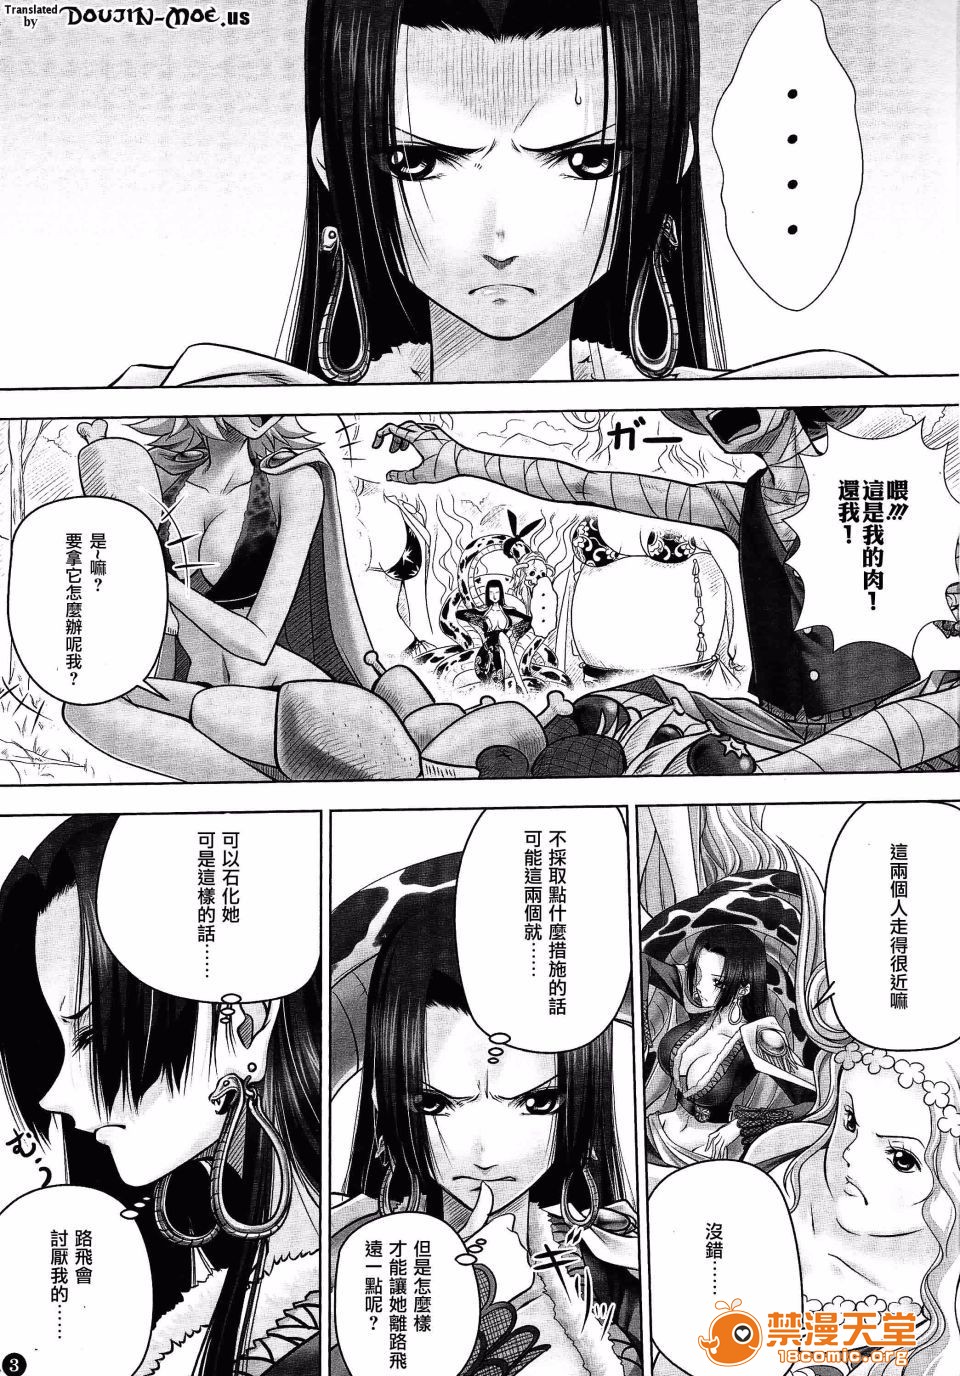 Translated
by
DOUJIN-MOE.us
・・・・
ガー
喂!!!
這是我的肉！
還我！
・・・
是~嘛?
要拿它怎麼辦呢我？
這兩個人走得很近嘛
沒錯……
不採取點什麼措施的話
可能這兩個就……
但是怎麼樣
才能讓她離路飛
遠一點呢？
可以石化她
可是這樣的話……
む
路飛會
討厭我的……
3
禁漫天堂
18comic.org